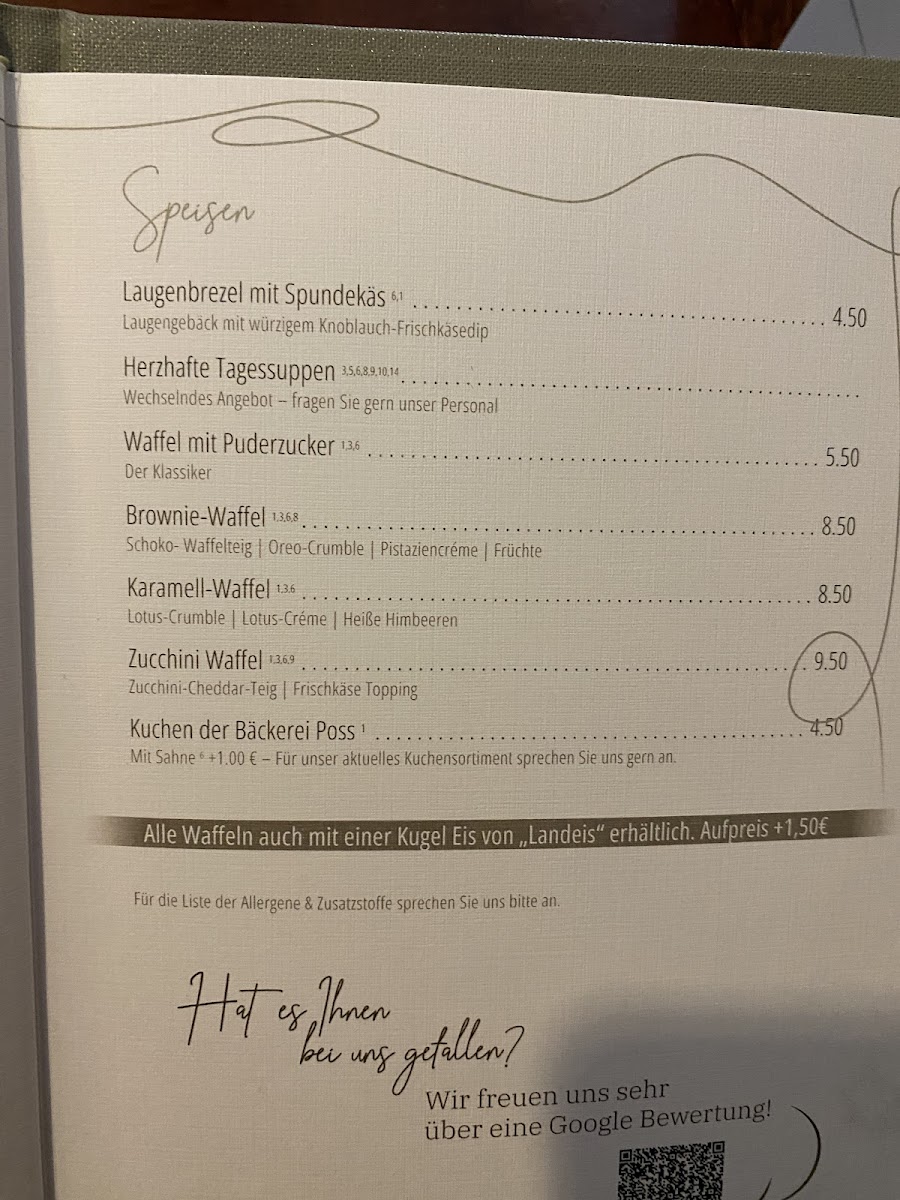 Speisen
Laugenbrezel mit Spundekäs 6,1 ........................................ 4.50
Laugengebäck mit würzigem Knoblauch-Frischkäsedip
Herzhafte Tagessuppen 3,5,6,8,9,10,14 ........................................
Wechselndes Angebot – fragen Sie gern unser Personal
Waffel mit Puderzucker 1,3,6 ........................................ 5.50
Der Klassiker
Brownie-Waffel 1,3,6,8 ........................................ 8.50
Schoko- Waffelteig | Oreo-Crumble | Pistaziencréme | Früchte
Karamell-Waffel 1,3,6 ........................................ 8.50
Lotus-Crumble | Lotus-Créme | Heiße Himbeeren
Zucchini Waffel 1,3,6,9 ........................................ 9.50
Zucchini-Cheddar-Teig | Frischkäse Topping
Kuchen der Bäckerei Poss 1 ........................................ 4.50
Mit Sahne 6 +1.00 € – Für unser aktuelles Kuchensortiment sprechen Sie uns gern an.
Alle Waffeln auch mit einer Kugel Eis von „Landeis“ erhältlich. Aufpreis +1,50€
Für die Liste der Allergene & Zusatzstoffe sprechen Sie uns bitte an.
Hat es Ihnen
bei uns gefallen?
Wir freuen uns sehr
über eine Google Bewertung!